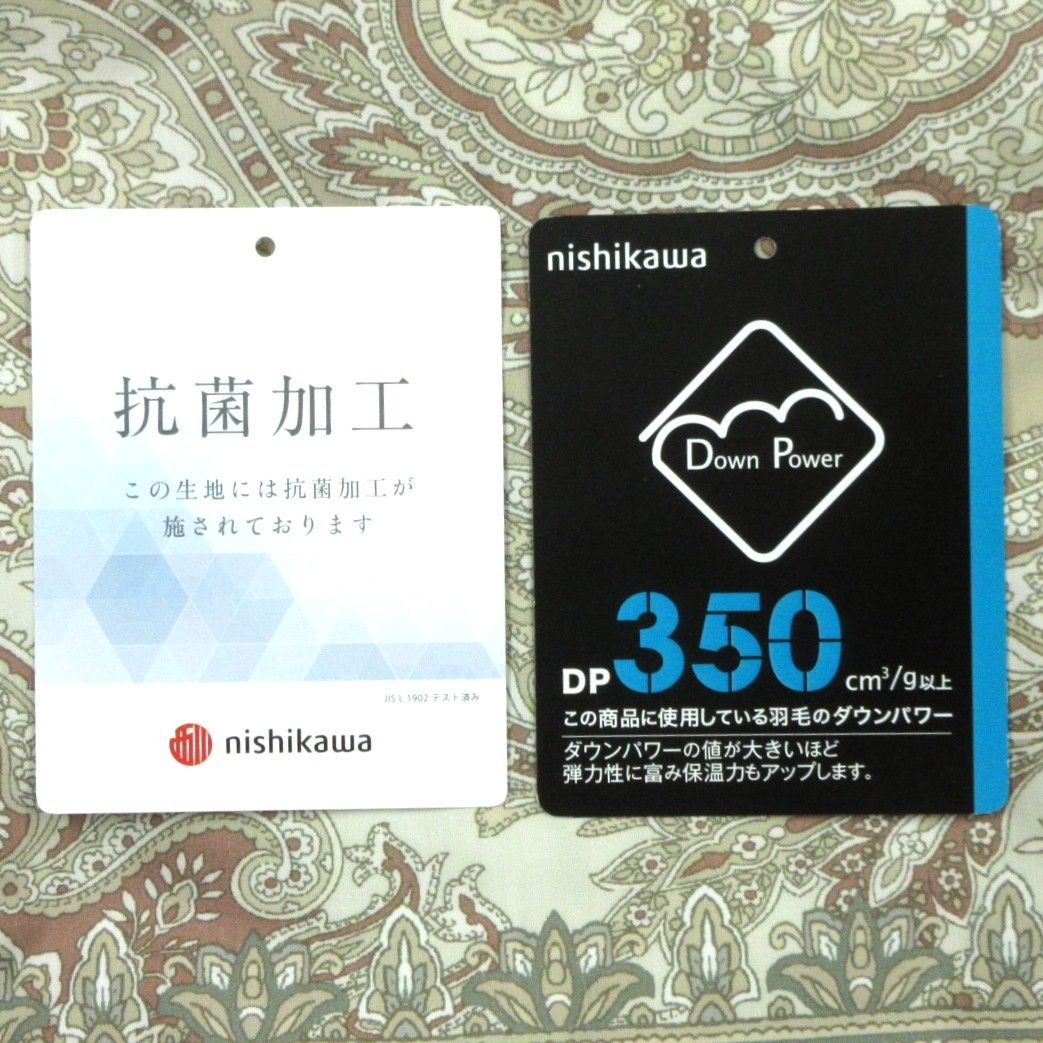 抗菌加工
この生地には抗菌加工が
施されております
JIS L 1902 テスト済み
nishikawa
nishikawa
Down Power
DP350cm³/g以上
この商品に使用している羽毛のダウンパワー
ダウンパワーの値が大きいほど
弾力性に富み保温力もアップします。